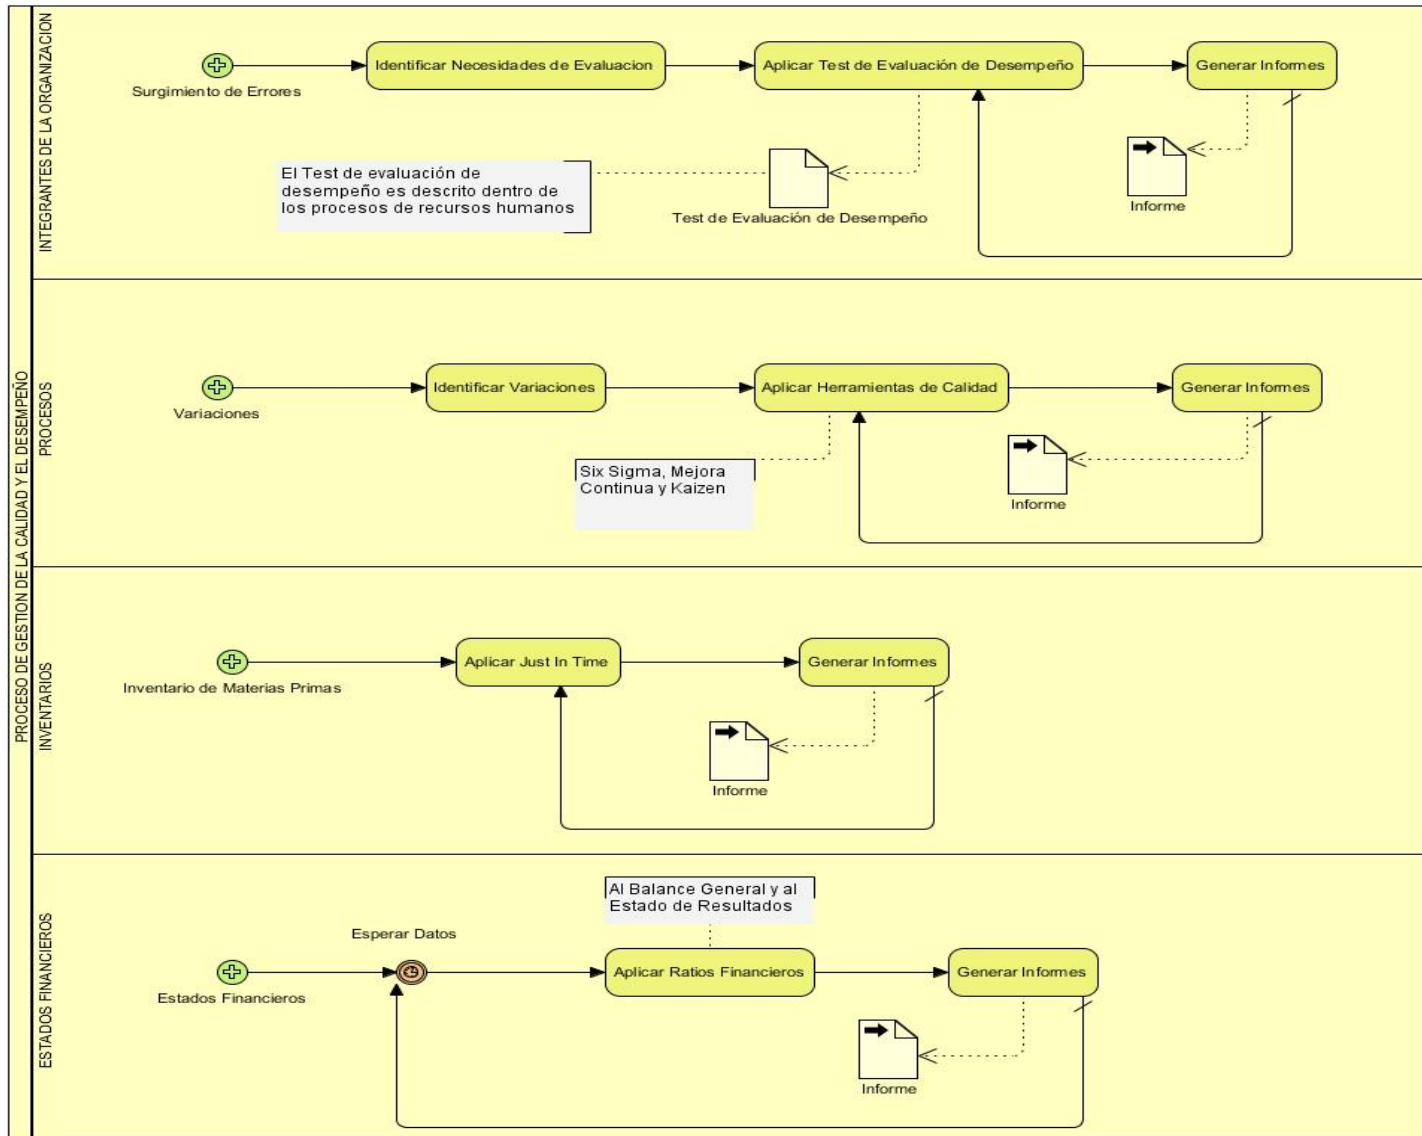 PROCESO DE GESTION DE LA CALIDAD Y EL DESEMPEÑO
INTEGRANTES DE LA ORGANIZACION
Surgimiento de Errores
Identificar Necesidades de Evaluacion
Aplicar Test de Evaluación de Desempeño
Generar Informes
El Test de evaluación de
desempeño es descrito dentro de
los procesos de recursos humanos
Test de Evaluación de Desempeño
Informe
PROCESOS
Variaciones
Identificar Variaciones
Aplicar Herramientas de Calidad
Generar Informes
Six Sigma, Mejora
Continua y Kaizen
Informe
INVENTARIOS
Inventario de Materias Primas
Aplicar Just In Time
Generar Informes
Informe
ESTADOS FINANCIEROS
Al Balance General y al
Estado de Resultados
Esperar Datos
Estados Financieros
Aplicar Ratios Financieros
Generar Informes
Informe